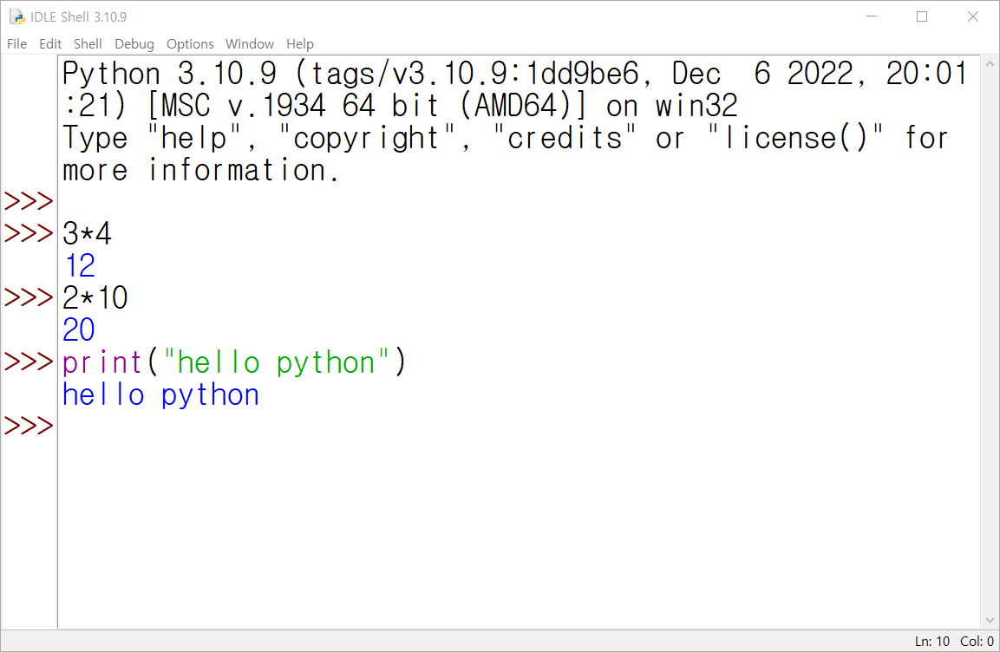 IDLE Shell 3.10.9
File Edit Shell Debug Options Window Help
Python 3.10.9 (tags/v3.10.9:1dd9be6, Dec  6 2022, 20:01
:21) [MSC v.1934 64 bit (AMD64)] on win32
Type "help", "copyright", "credits" or "license()" for
more information.
>>>
>>> 3*4
12
>>> 2*10
20
>>> print("hello python")
hello python
>>>
Ln: 10 Col: 0